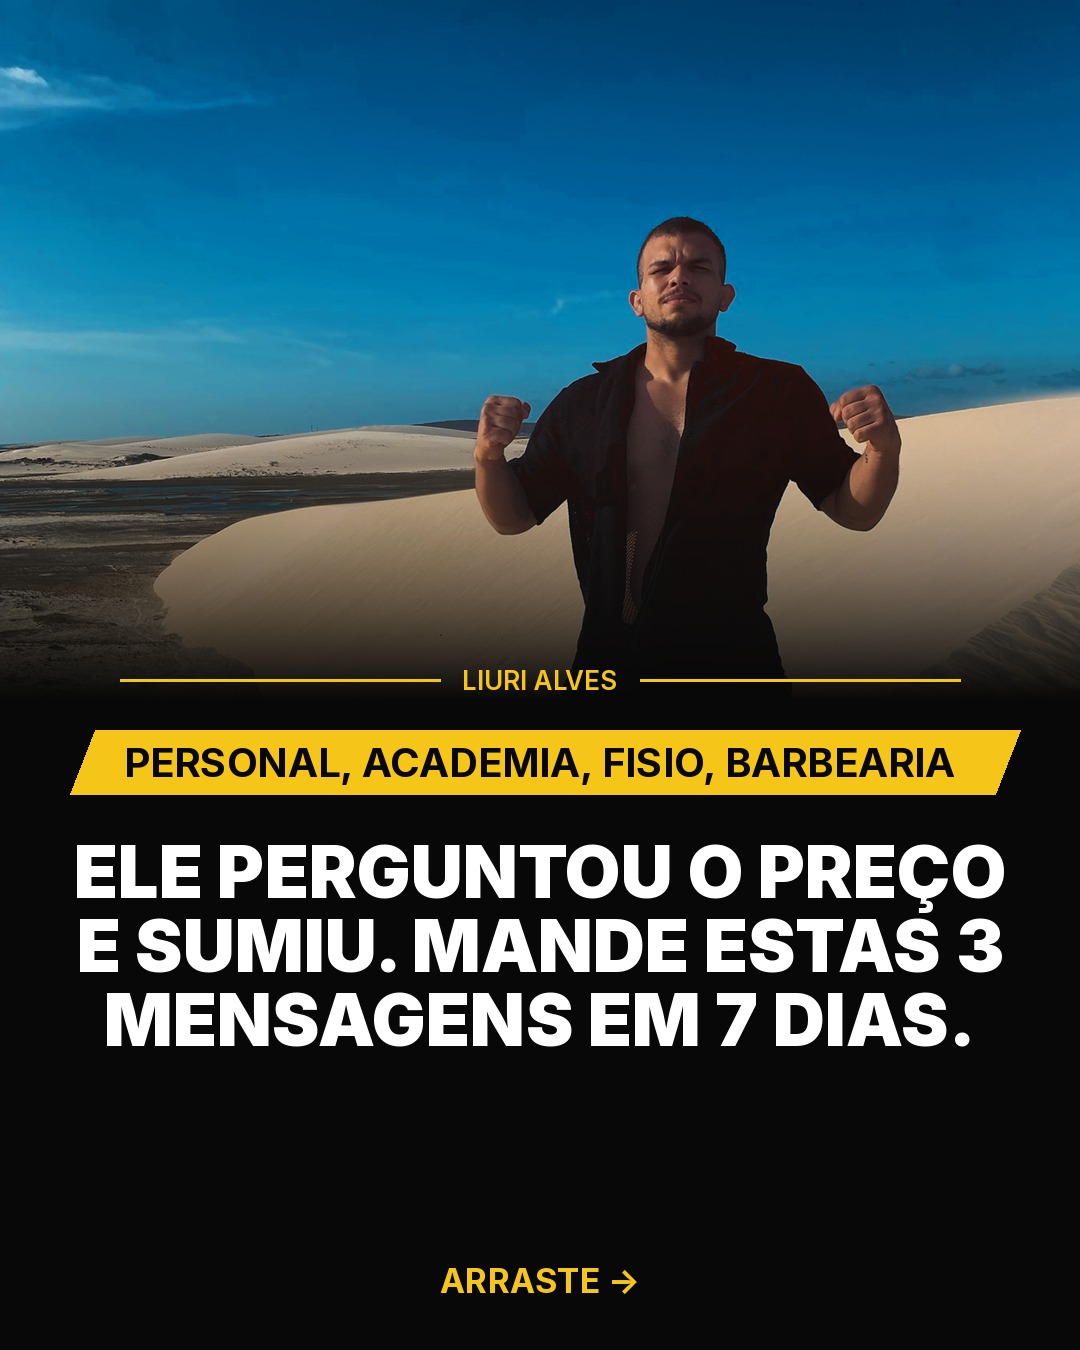 LIURI ALVES
PERSONAL, ACADEMIA, FISIO, BARBEARIA
ELE PERGUNTOU O PREÇO
E SUMIU. MANDE ESTAS 3
MENSAGENS EM 7 DIAS.
ARRASTE →